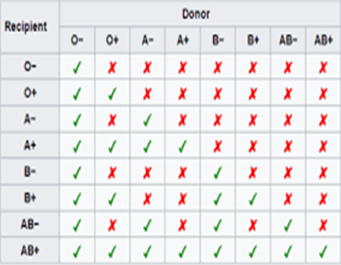 Recipient Donor
O− O+ A− A+ B− B+ AB− AB+
O− ✓ ✗ ✗ ✗ ✗ ✗ ✗ ✗
O+ ✓ ✓ ✗ ✗ ✗ ✗ ✗ ✗
A− ✓ ✗ ✓ ✗ ✗ ✗ ✗ ✗
A+ ✓ ✓ ✓ ✓ ✗ ✗ ✗ ✗
B− ✓ ✗ ✗ ✗ ✓ ✗ ✗ ✗
B+ ✓ ✓ ✗ ✗ ✓ ✓ ✗ ✗
AB− ✓ ✗ ✓ ✗ ✓ ✗ ✓ ✗
AB+ ✓ ✓ ✓ ✓ ✓ ✓ ✓ ✓